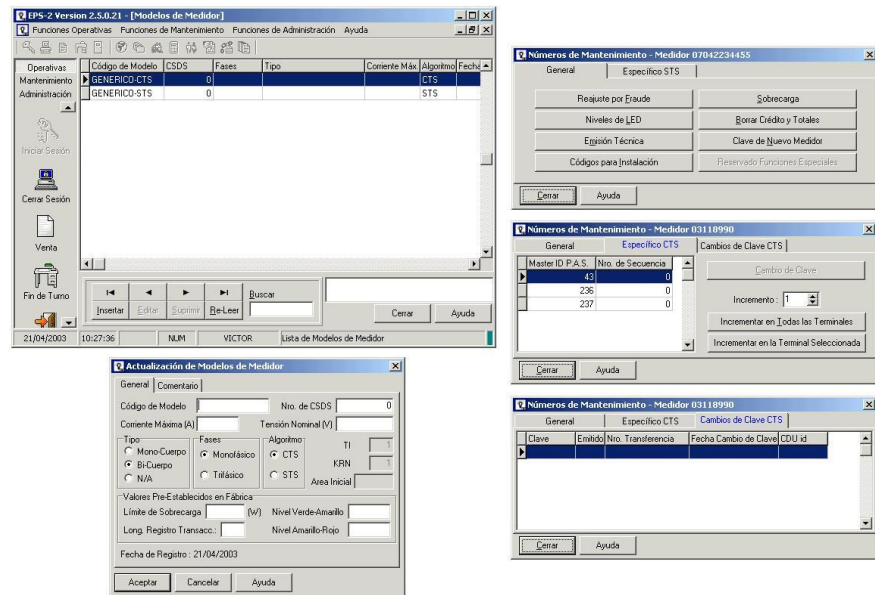 EPS-2 Version 2.5.0.21 - [Modelos de Medidor]
Funciones Operativas Funciones de Mantenimiento Funciones de Administración Ayuda
Operativas
Mantenimiento
Administración
Iniciar Sesión
Cerrar Sesión
Venta
Fin de Turno
Código de Modelo CSDS Fases Tipo Corriente Máx. Algoritmo Fecha
GENERICO-CTS 0 CTS
GENERICO-STS 0 STS
Insertar Editar Suprimir Re-Leer
Buscar
Cerrar Ayuda
21/04/2003 10:27:36 NUM VICTOR Lista de Modelos de Medidor
Actualización de Modelos de Medidor
General Comentario
Código de Modelo Nro. de CSDS 0
Corriente Máxima (A) Tensión Nominal (V)
Tipo Fases Algoritmo
Mono-Cuerpo Monofásico CTS TI 1
Bi-Cuerpo KRN 1
N/A Trifásico STS Area Inicial
Valores Pre-Establecidos en Fábrica
Límite de Sobrecarga (W) Nivel Verde-Amarillo
Long. Registro Transacc.: Nivel Amarillo-Rojo
Fecha de Registro : 21/04/2003
Aceptar Cancelar Ayuda
Números de Mantenimiento - Medidor 07042234455
General Específico STS
Reajuste por Fraude Sobrecarga
Niveles de LED Borrar Crédito y Totales
Emisión Técnica Clave de Nuevo Medidor
Códigos para Instalación Reservado Funciones Especiales
Cerrar Ayuda
Números de Mantenimiento - Medidor 03118990
General Específico CTS Cambios de Clave CTS
Master ID P.A.S. Nro. de Secuencia
43 0
236 0
237 0
Cambio de Clave
Incremento : 1
Incrementar en Todas las Terminales
Incrementar en la Terminal Seleccionada
Cerrar Ayuda
Números de Mantenimiento - Medidor 03118990
General Específico CTS Cambios de Clave CTS
Clave Emitido Nro. Transferencia Fecha Cambio de Clave CDU id
Cerrar Ayuda